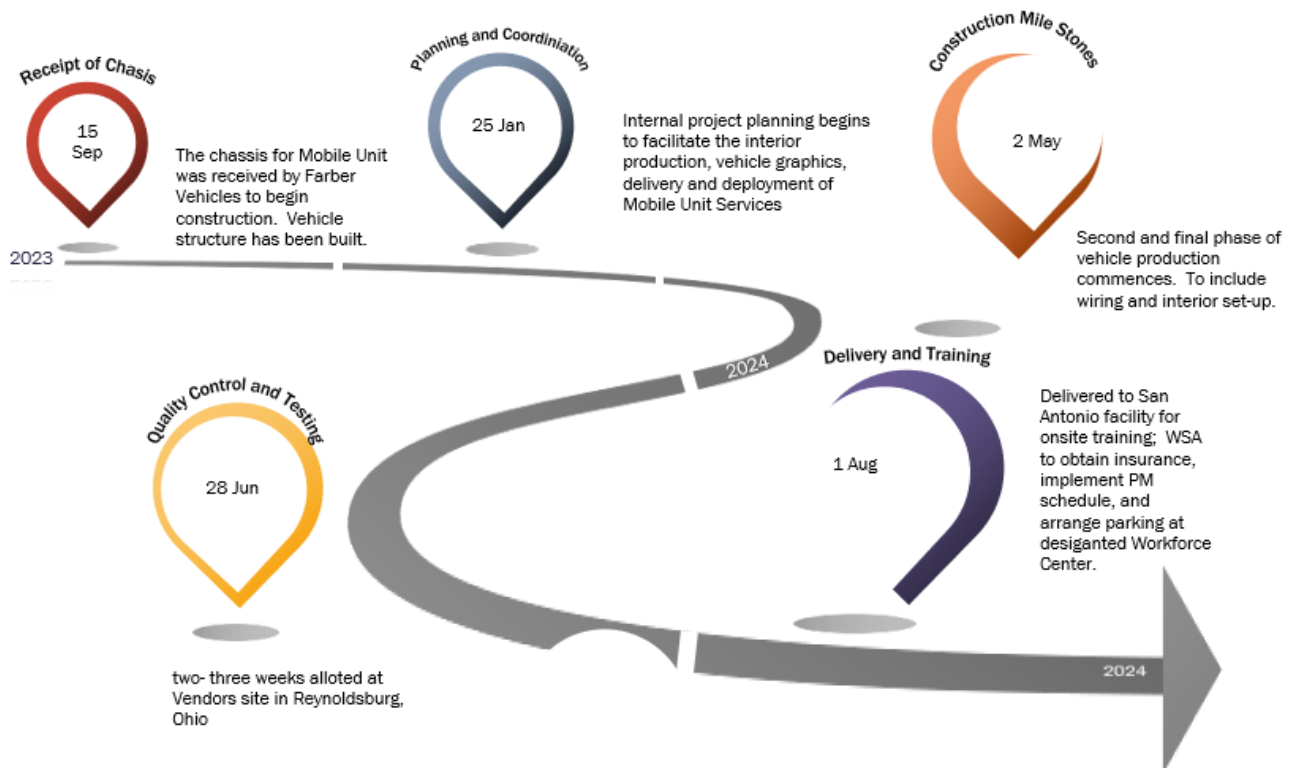 Receipt of Chasis
15
Sep
The chassis for Mobile Unit
was received by Farber
Vehicles to begin
construction.  Vehicle
structure has been built.
2023
Planning and Coordiniation
25 Jan
Internal project planning begins
to facilitate the interior
production, vehicle graphics,
delivery and deployment of
Mobile Unit Services
Construction Mile Stones
2 May
Second and final phase of
vehicle production
commences.  To include
wiring and interior set-up.
2024
Quality Control and Testing
28 Jun
two- three weeks alloted at
Vendors site in Reynoldsburg,
Ohio
Delivery and Training
1 Aug
Delivered to San
Antonio facility for
onsite training;  WSA
to obtain insurance,
implement PM
schedule, and
arrange parking at
desiganted Workforce
Center.
2024